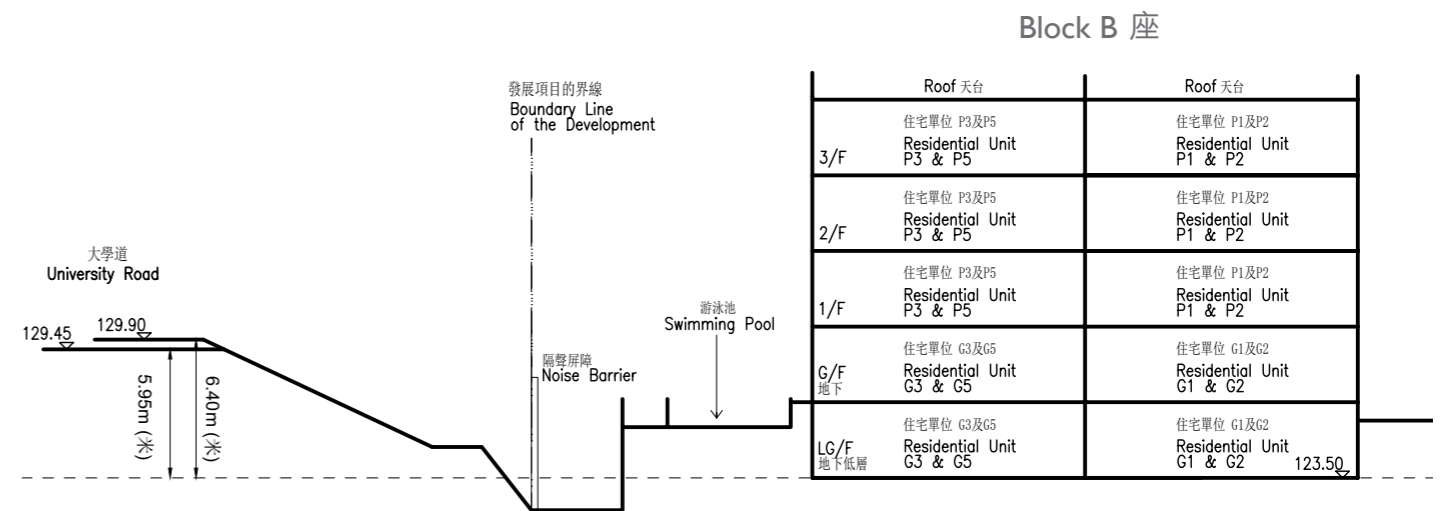 Block B 座
發展項目的界線
Boundary Line
of the Development
Roof 天台
Roof 天台
住宅單位 P3及P5
Residential Unit
P3 & P5
3/F
住宅單位 P1及P2
Residential Unit
P1 & P2
住宅單位 P3及P5
Residential Unit
P3 & P5
2/F
住宅單位 P1及P2
Residential Unit
P1 & P2
大學道
University Road
129.45
129.90
5.95m (米)
6.40m (米)
隔聲屏障
Noise Barrier
游泳池
Swimming Pool
住宅單位 P3及P5
Residential Unit
P3 & P5
1/F
住宅單位 P1及P2
Residential Unit
P1 & P2
住宅單位 G3及G5
Residential Unit
G3 & G5
G/F
地下
住宅單位 G1及G2
Residential Unit
G1 & G2
住宅單位 G3及G5
Residential Unit
G3 & G5
LG/F
地下低層
住宅單位 G1及G2
Residential Unit
G1 & G2
123.50